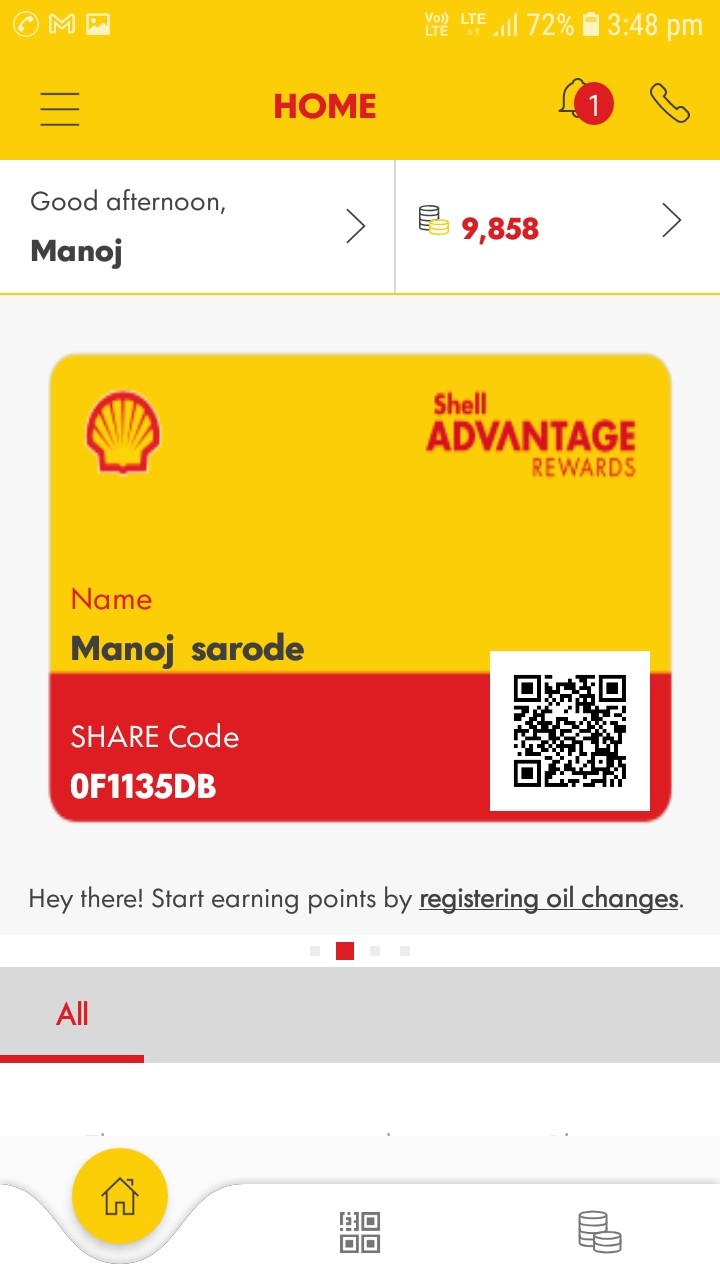 Vo)) LTE LTE 72% 3:48 pm
HOME
1
Good afternoon,
Manoj
9,858
Shell
ADVANTAGE
REWARDS
Name
Manoj sarode
SHARE Code
0F1135DB
Hey there! Start earning points by registering oil changes.
All